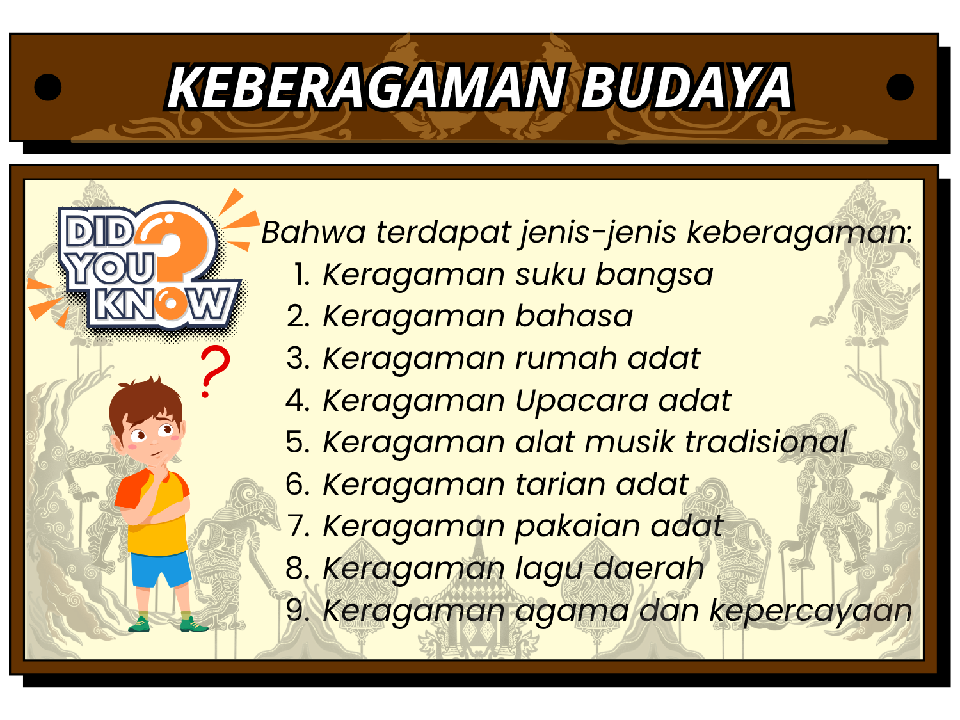 KEBERAGAMAN BUDAYA
DID
YOU
KNOW
?
Bahwa terdapat jenis-jenis keberagaman:
1. Keragaman suku bangsa
2. Keragaman bahasa
3. Keragaman rumah adat
4. Keragaman Upacara adat
5. Keragaman alat musik tradisional
6. Keragaman tarian adat
7. Keragaman pakaian adat
8. Keragaman lagu daerah
9. Keragaman agama dan kepercayaan
?